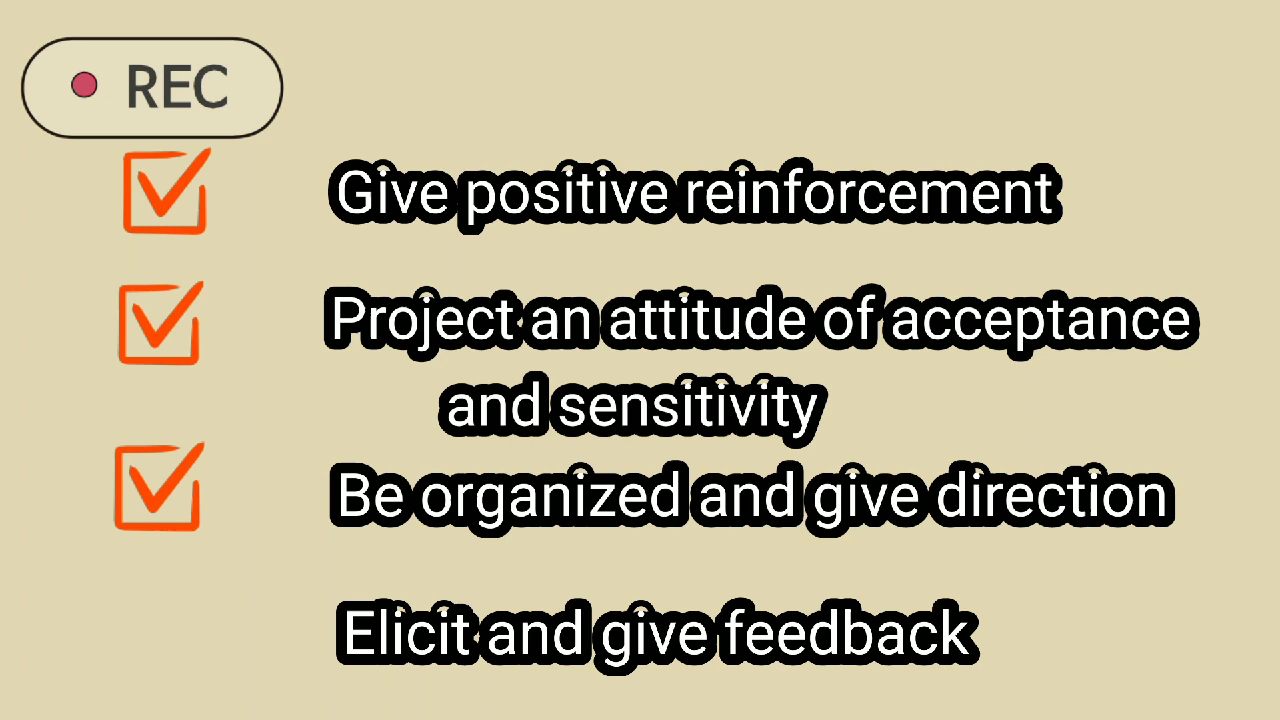 REC
Give positive reinforcement
Project an attitude of acceptance
and sensitivity
Be organized and give direction
Elicit and give feedback